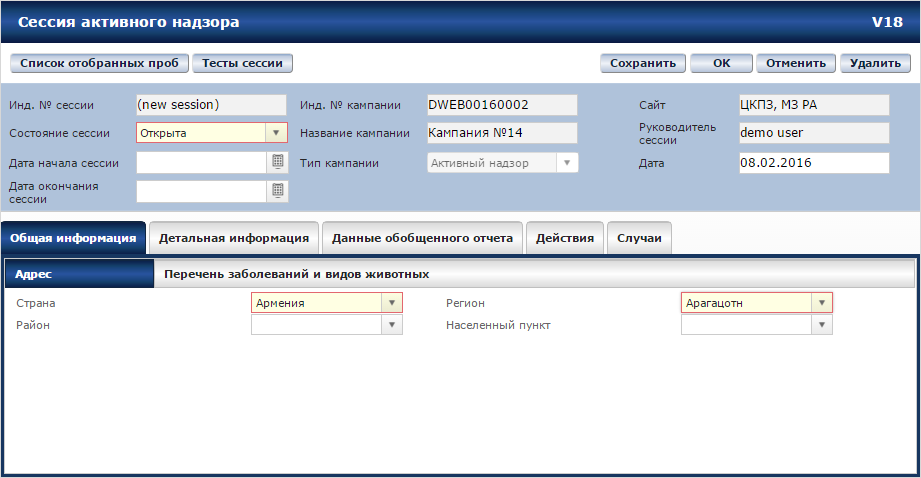 Сессия активного надзора V18
Список отобранных проб Тесты сессии Сохранить ОК Отменить Удалить
Инд. № сессии (new session) Инд. № кампании DWEB00160002 Сайт ЦКПЗ, МЗ РА
Состояние сессии Открыта Название кампании Кампания №14 Руководитель сессии demo user
Дата начала сессии Тип кампании Активный надзор Дата 08.02.2016
Дата окончания сессии
Общая информация Детальная информация Данные обобщенного отчета Действия Случаи
Адрес Перечень заболеваний и видов животных
Страна Армения Регион Арагацотн
Район Населенный пункт